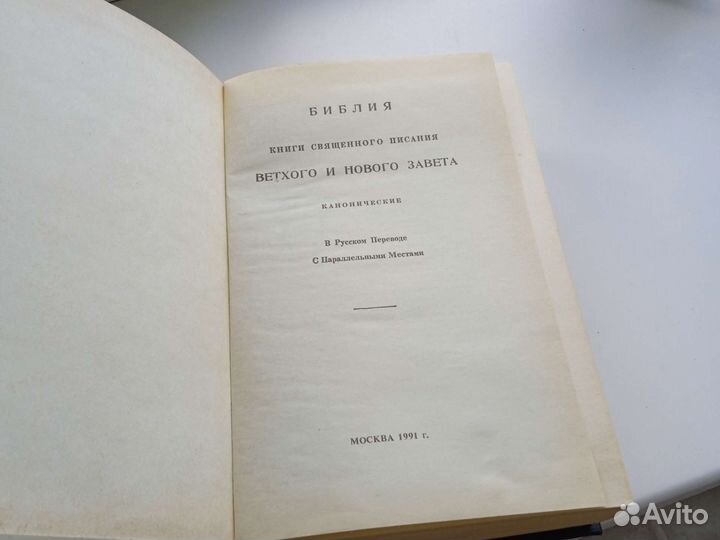 БИБЛИЯ
КНИГИ СВЯЩЕННОГО ПИСАНИЯ
ВЕТХОГО И НОВОГО ЗАВЕТА
КАНОНИЧЕСКИЕ
В Русском Переводе
С Параллельными Местами
МОСКВА 1991 г.
Avito